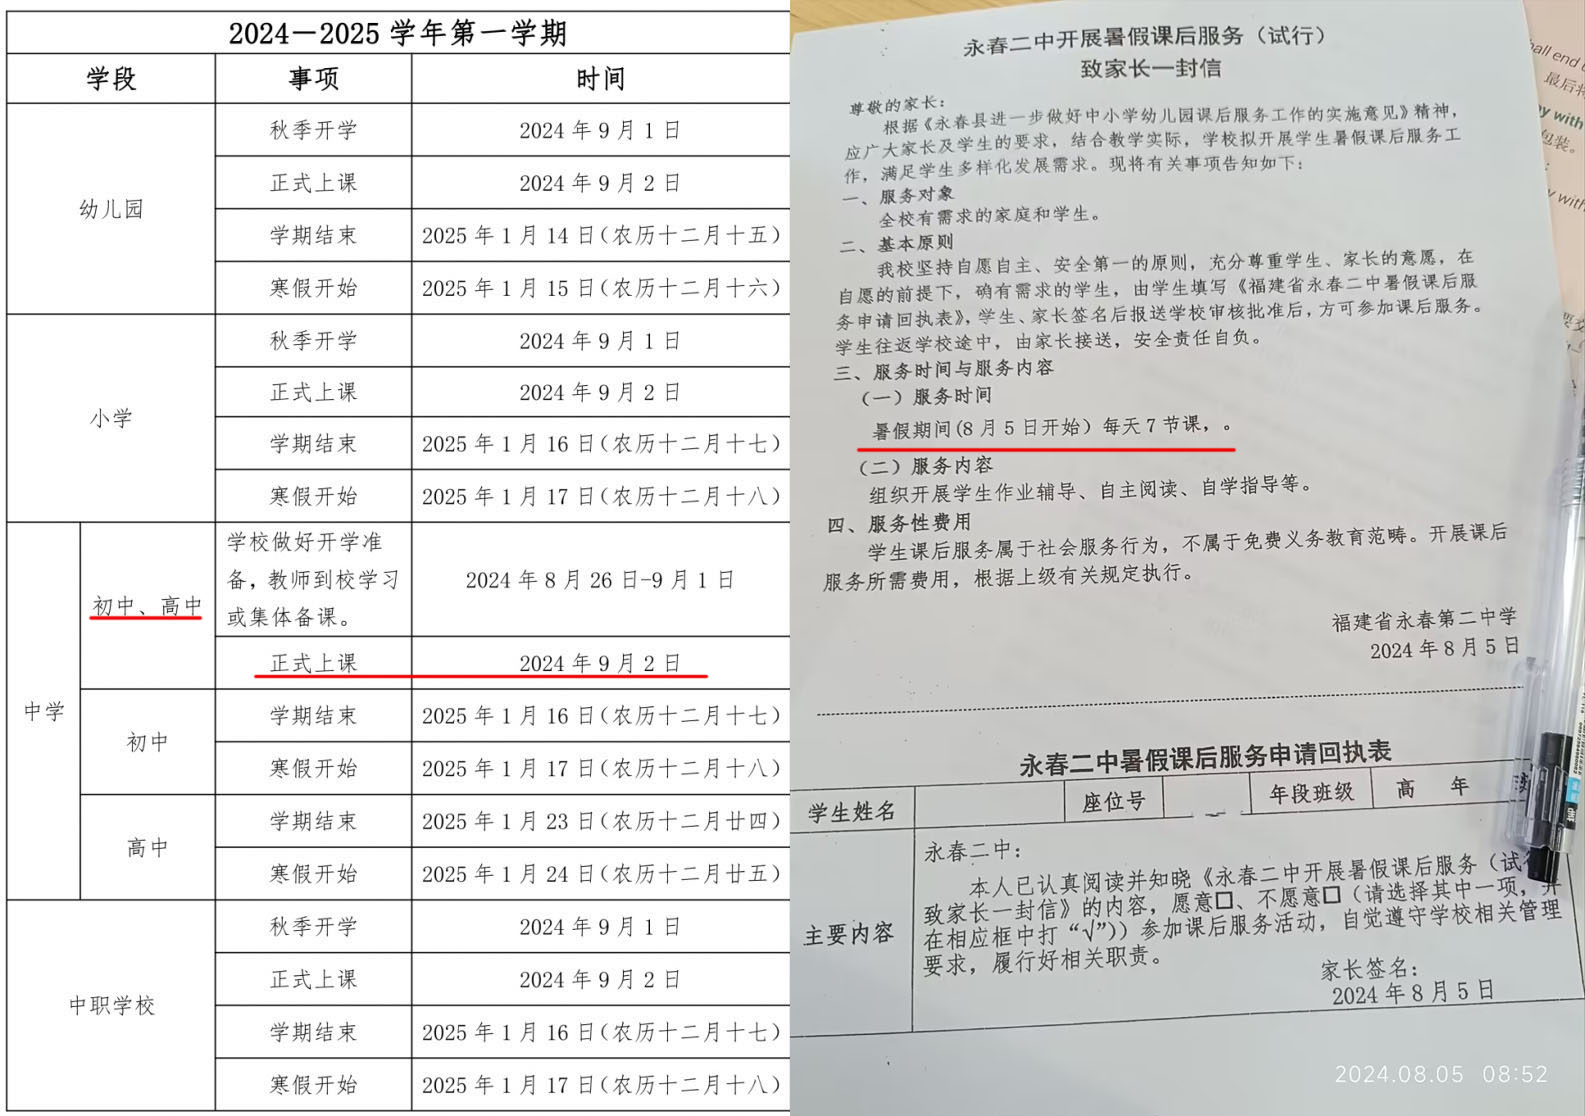 2024—2025 学年第一学期
学段 事项 时间
幼儿园
秋季开学 2024 年 9 月 1 日
正式上课 2024 年 9 月 2 日
学期结束 2025 年 1 月 14 日(农历十二月十五)
寒假开始 2025 年 1 月 15 日(农历十二月十六)
小学
秋季开学 2024 年 9 月 1 日
正式上课 2024 年 9 月 2 日
学期结束 2025 年 1 月 16 日(农历十二月十七)
寒假开始 2025 年 1 月 17 日(农历十二月十八)
中学
初中、高中
学校做好开学准
备，教师到校学习
或集体备课。
2024 年 8 月 26 日-9 月 1 日
正式上课 2024 年 9 月 2 日
初中
学期结束 2025 年 1 月 16 日(农历十二月十七)
寒假开始 2025 年 1 月 17 日(农历十二月十八)
高中
学期结束 2025 年 1 月 23 日(农历十二月廿四)
寒假开始 2025 年 1 月 24 日(农历十二月廿五)
中职学校
秋季开学 2024 年 9 月 1 日
正式上课 2024 年 9 月 2 日
学期结束 2025 年 1 月 16 日(农历十二月十七)
寒假开始 2025 年 1 月 17 日(农历十二月十八)
永春二中开展暑假课后服务（试行）
致家长一封信
尊敬的家长：
根据《永春县进一步做好中小学幼儿园课后服务工作的实施意见》精神，
应广大家长及学生的要求，结合教学实际，学校拟开展学生暑假课后服务工
作，满足学生多样化发展需求。现将有关事项告知如下：
一、服务对象
全校有需求的家庭和学生。
二、基本原则
我校坚持自愿自主、安全第一的原则，充分尊重学生、家长的意愿，在
自愿的前提下，确有需求的学生，由学生填写《福建省永春二中暑假课后服
务申请回执表》，学生、家长签名后报送学校审核批准后，方可参加课后服务。
学生往返学校途中，由家长接送，安全责任自负。
三、服务时间与服务内容
（一）服务时间
暑假期间(8 月 5 日开始）每天 7 节课，。
（二）服务内容
组织开展学生作业辅导、自主阅读、自学指导等。
四、服务性费用
学生课后服务属于社会服务行为，不属于免费义务教育范畴。开展课后
服务所需费用，根据上级有关规定执行。
福建省永春第二中学
2024 年 8 月 5 日
永春二中暑假课后服务申请回执表
学生姓名 座位号 年段班级 高 年
主要内容
永春二中：
本人已认真阅读并知晓《永春二中开展暑假课后服务（试
致家长一封信》的内容，愿意□、不愿意□（请选择其中一项，并
在相应框中打“√”)）参加课后服务活动，自觉遵守学校相关管理
要求，履行好相关职责。
家长签名：
2024 年 8 月 5 日
2024.08.05 08:52
all end
最后
y with
包装。
with